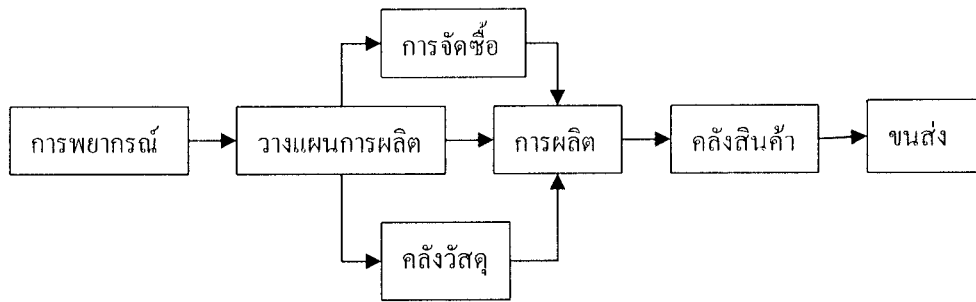 การจัดซื้อ
การพยากรณ์
วางแผนการผลิต
การผลิต
คลังสินค้า
ขนส่ง
คลังวัสดุ